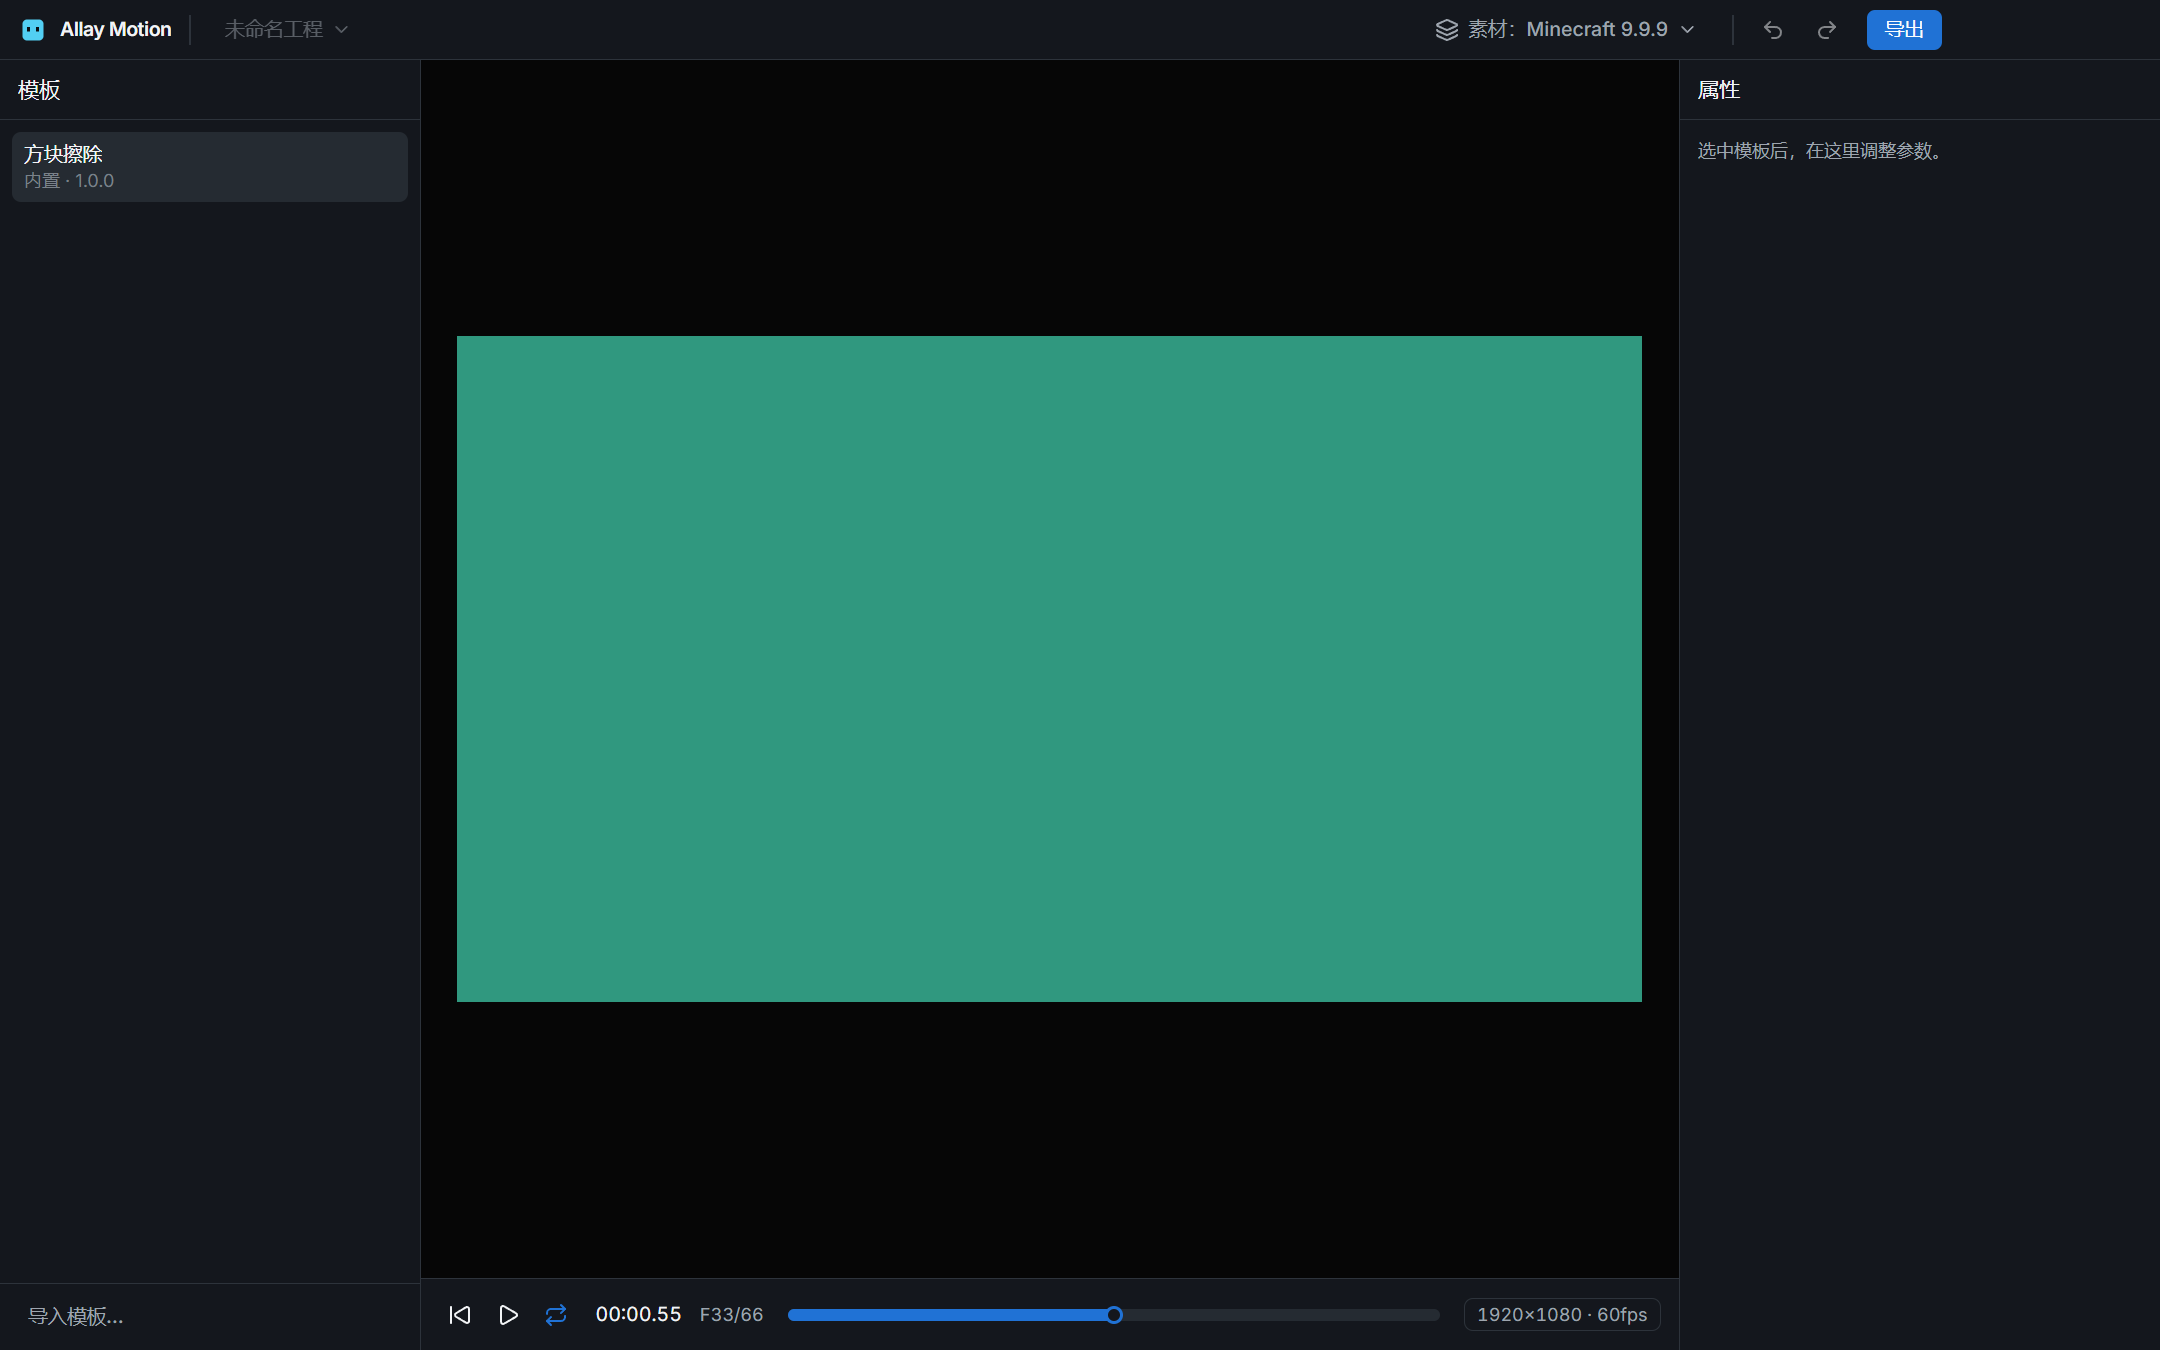 Allay Motion
未命名工程
素材：Minecraft 9.9.9
导出
模板
方块擦除
内置 · 1.0.0
导入模板...
00:00.55
F33/66
1920×1080 · 60fps
属性
选中模板后，在这里调整参数。